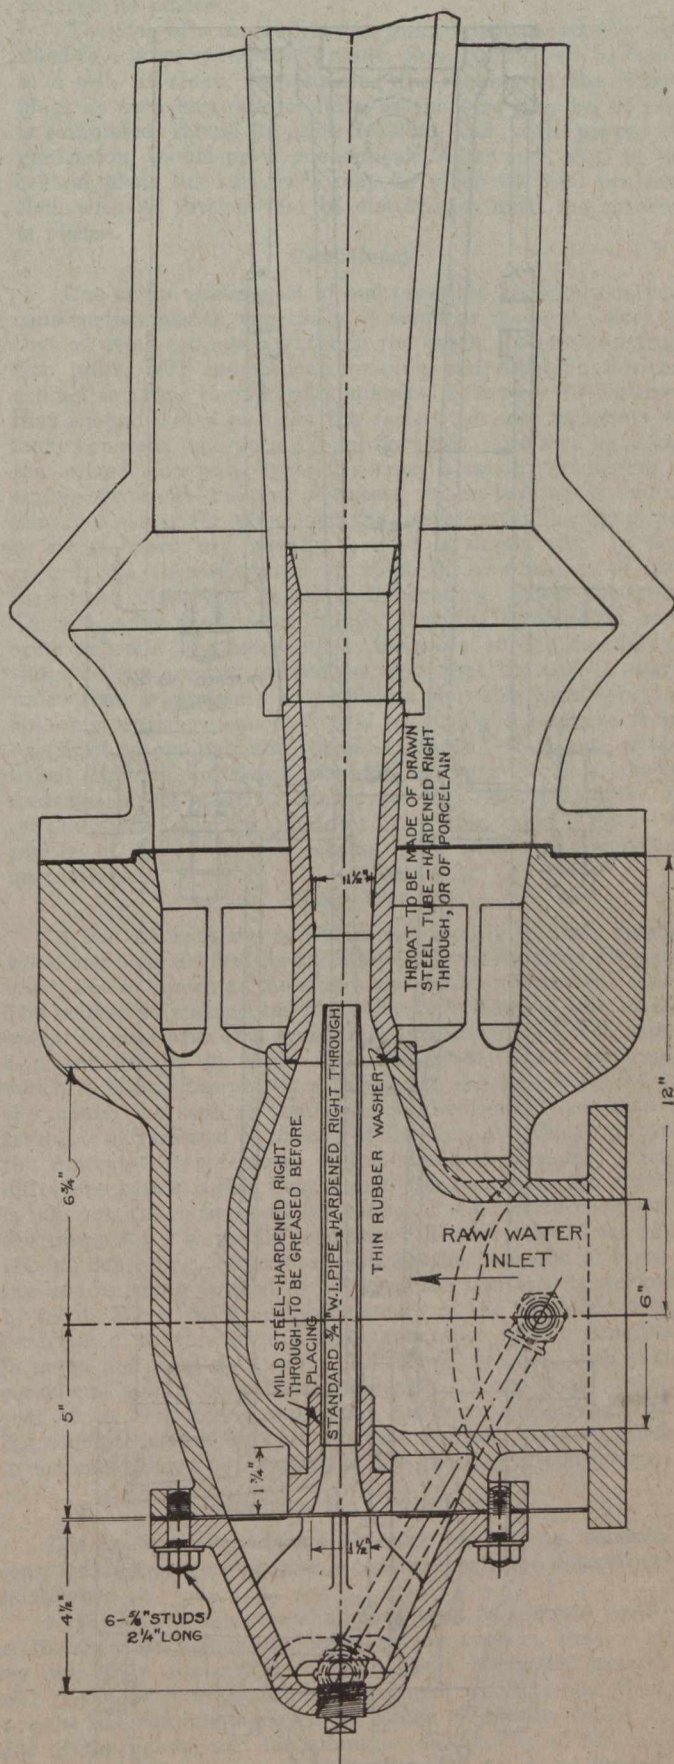 1½"
THROAT TO BE MADE OF DRAWN
STEEL TUBE-HARDENED RIGHT
THROUGH, OR OF PORCELAIN
12"
6¾"
MILD STEEL-HARDENED RIGHT
THROUGH-TO BE GREASED BEFORE
PLACING
STANDARD ¾" W.I. PIPE, HARDENED RIGHT THROUGH
THIN RUBBER WASHER
RAW WATER
INLET
6"
5"
1¾"
1½"
4½"
6-⅝" STUDS
2¼" LONG